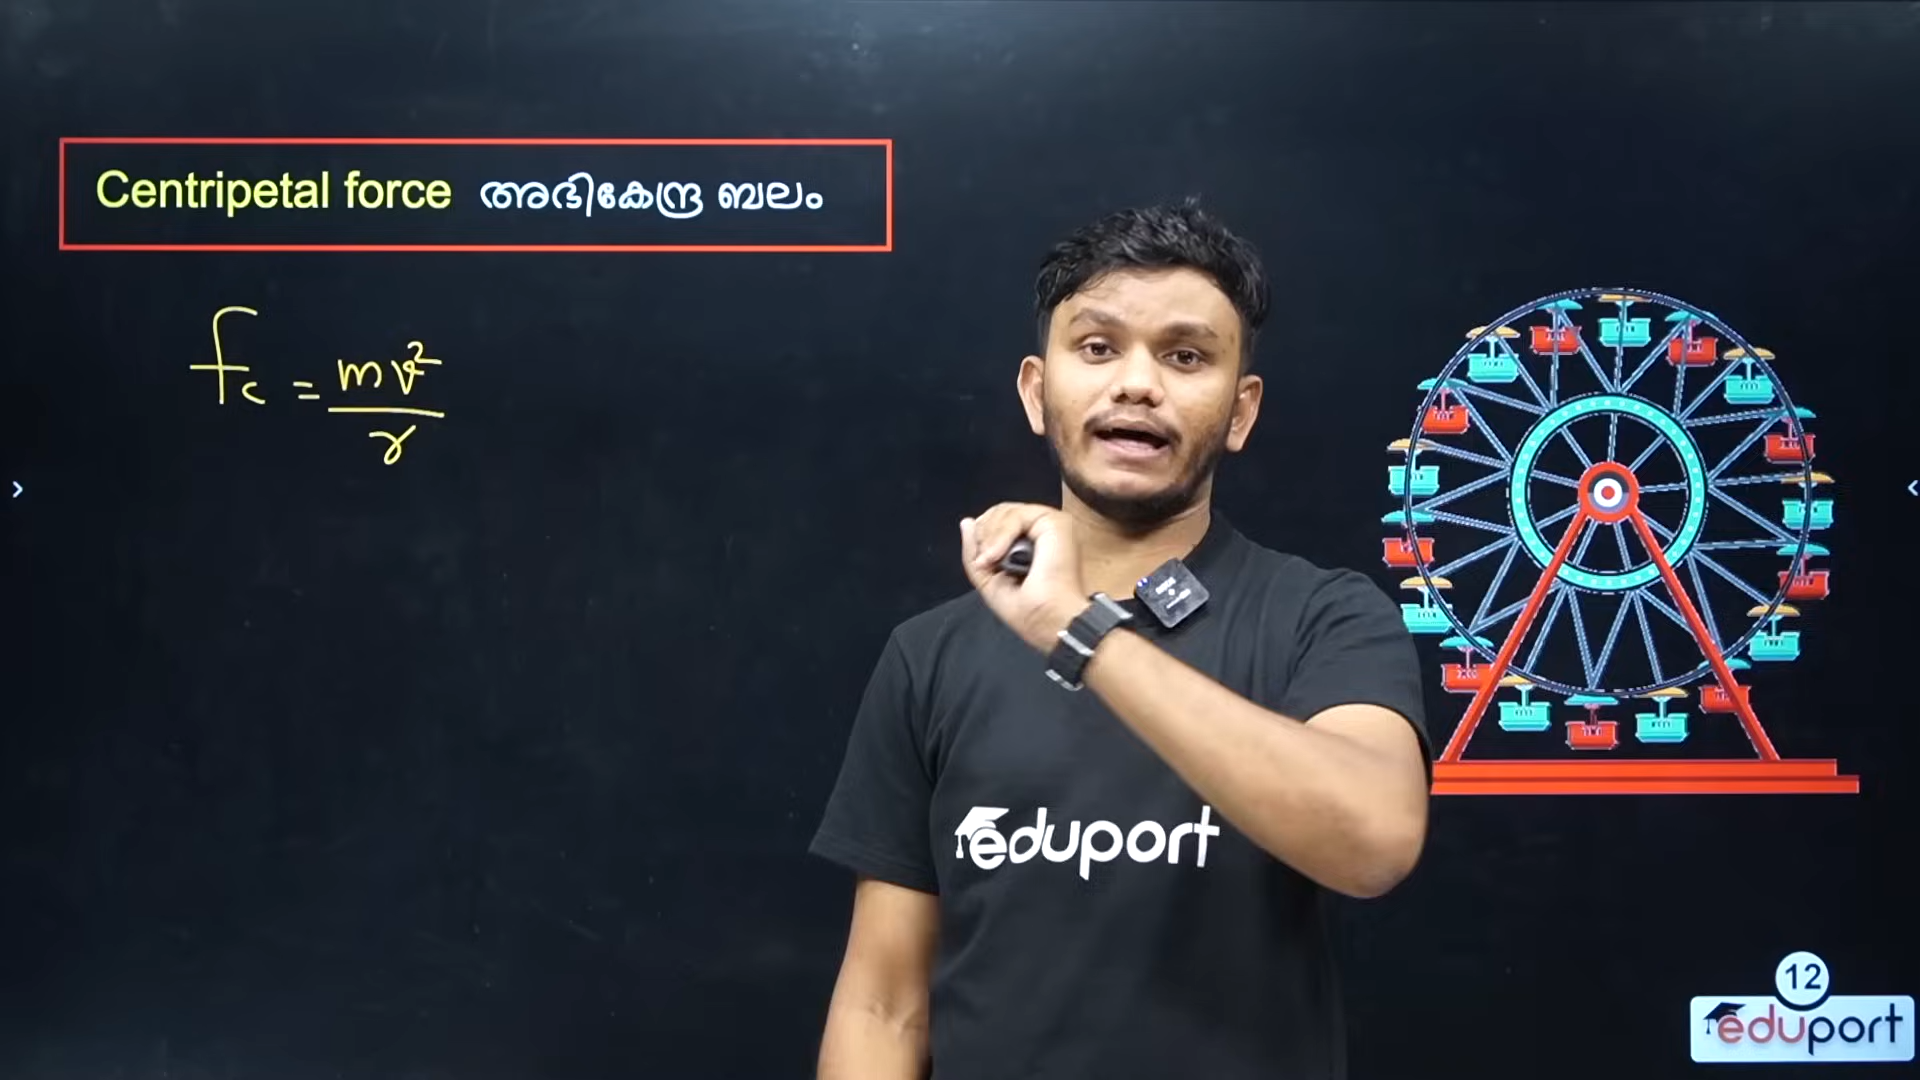 Centripetal force അഭികേന്ദ്ര ബലം
fc = mv²
r
eduport
12
eduport